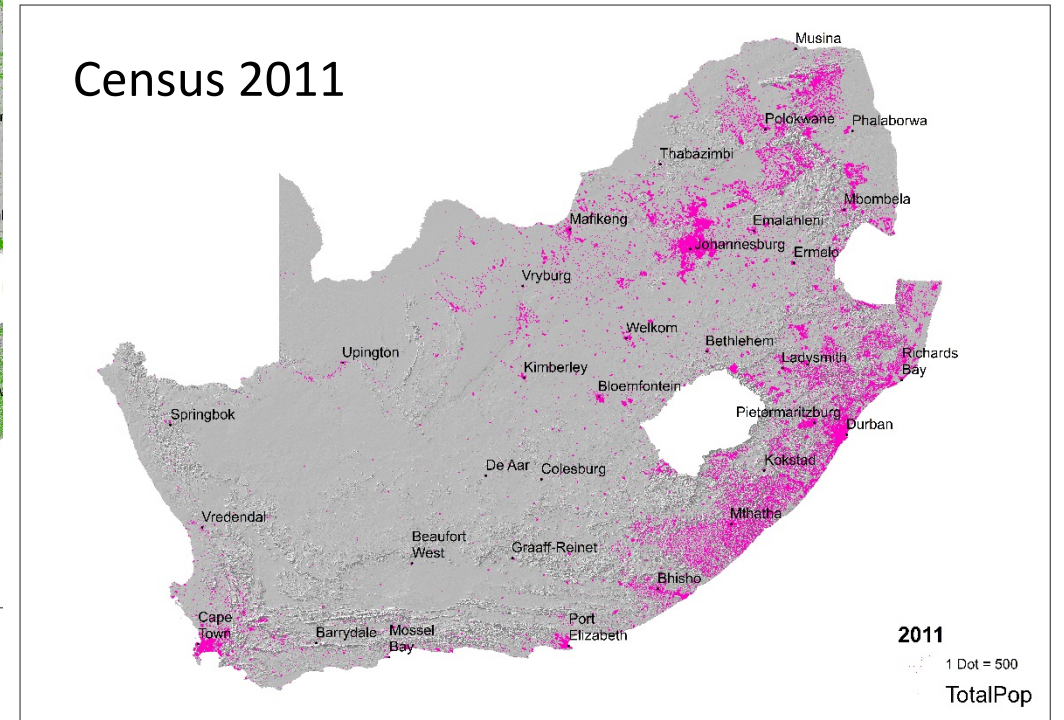 Census 2011
Musina
Polokwane
Phalaborwa
Thabazimbi
Mbombela
Mafikeng
Emalahleni
Johannesburg
Ermelo
Vryburg
Welkom
Bethlehem
Upington
Ladysmith
Richards
Bay
Kimberley
Bloemfontein
Springbok
Pietermaritzburg
Durban
Kokstad
De Aar
Colesburg
Vredendal
Mthatha
Beaufort
West
Graaff-Reinet
Bhisho
Cape
Town
Barrydale
Mossel
Bay
Port
Elizabeth
2011
1 Dot = 500
TotalPop